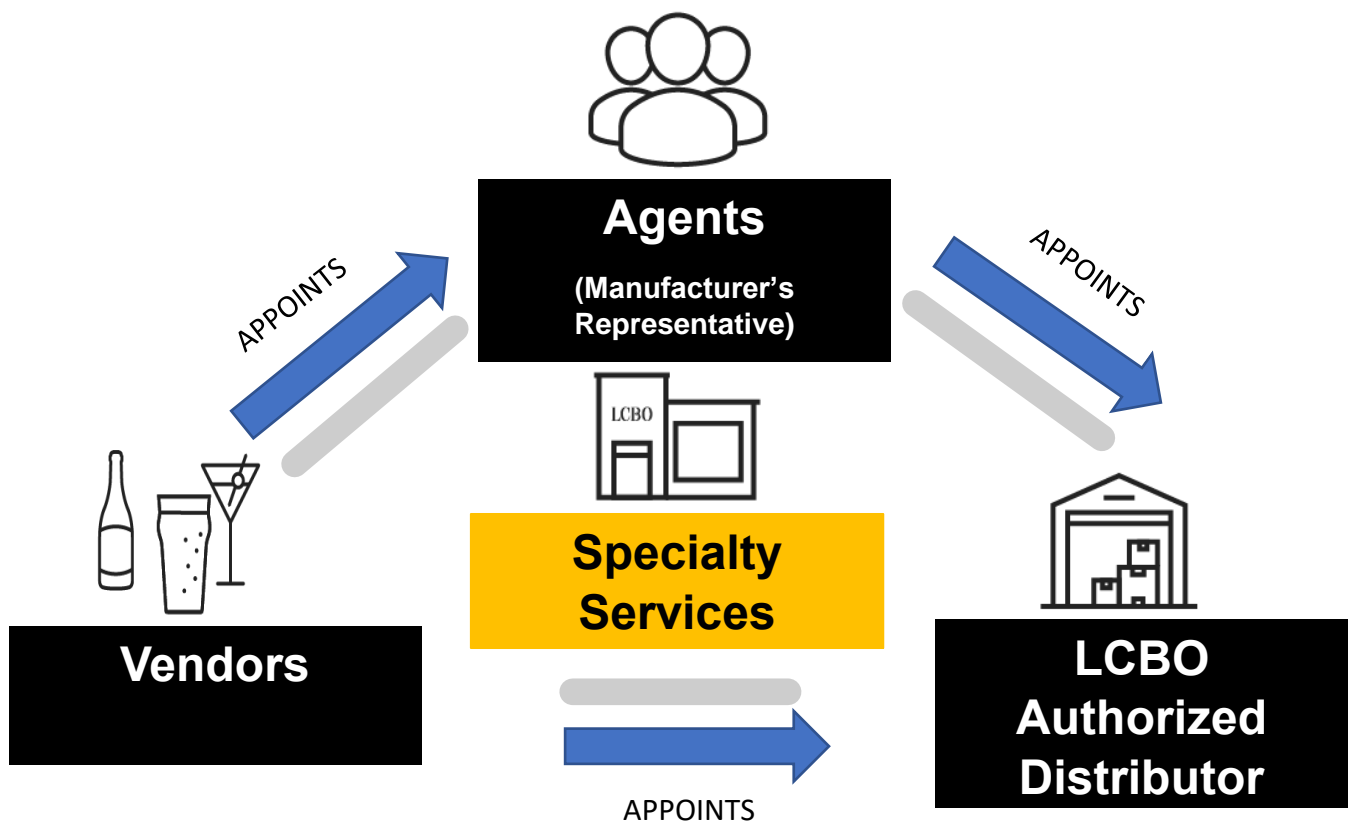 Agents
(Manufacturer’s
Representative)
APPOINTS
APPOINTS
LCBO
Specialty
Services
Vendors
LCBO
Authorized
Distributor
APPOINTS